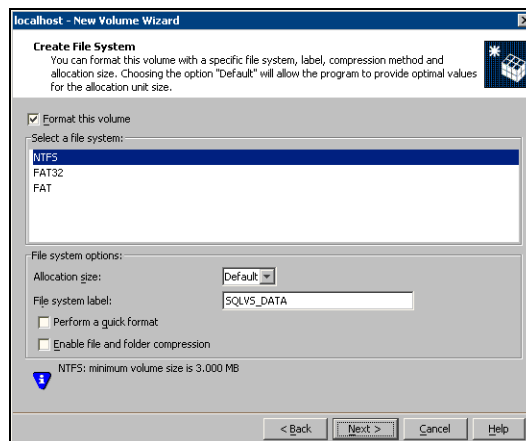 localhost - New Volume Wizard
Create File System
You can format this volume with a specific file system, label, compression method and
allocation size. Choosing the option "Default" will allow the program to provide optimal values
for the allocation unit size.
Format this volume
Select a file system:
NTFS
FAT32
FAT
File system options:
Allocation size:
Default
File system label:
SQLVS_DATA
Perform a quick format
Enable file and folder compression
NTFS: minimum volume size is 3.000 MB
< Back
Next >
Cancel
Help